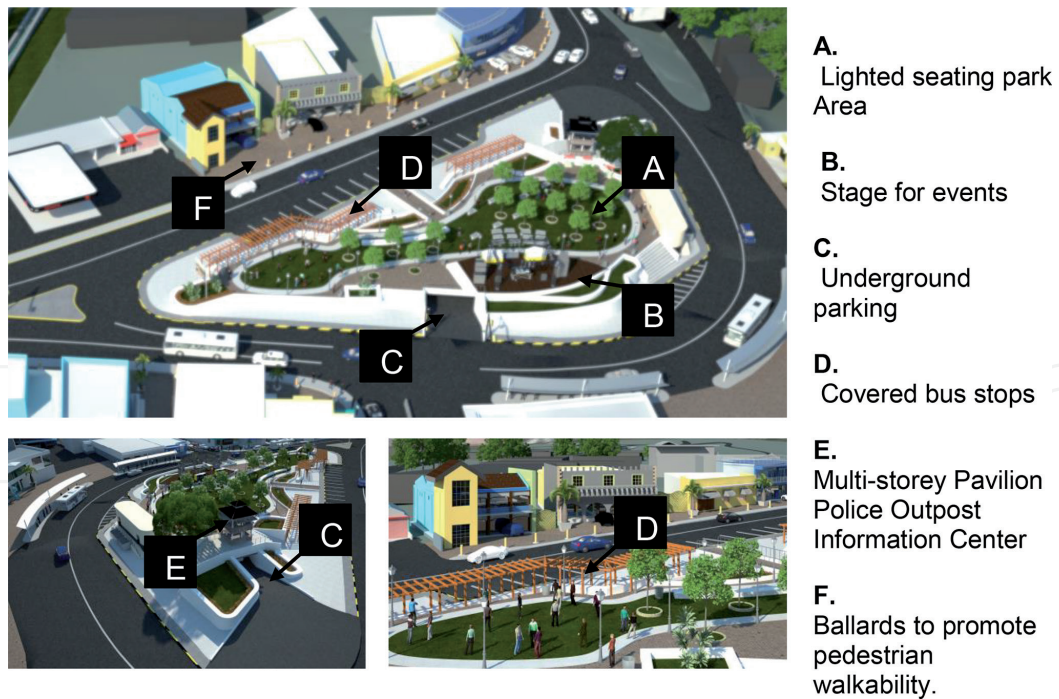 F
D
A
B
C
E
C
D
A.
Lighted seating park
Area
B.
Stage for events
C.
Underground
parking
D.
Covered bus stops
E.
Multi-storey Pavilion
Police Outpost
Information Center
F.
Ballards to promote
pedestrian
walkability.